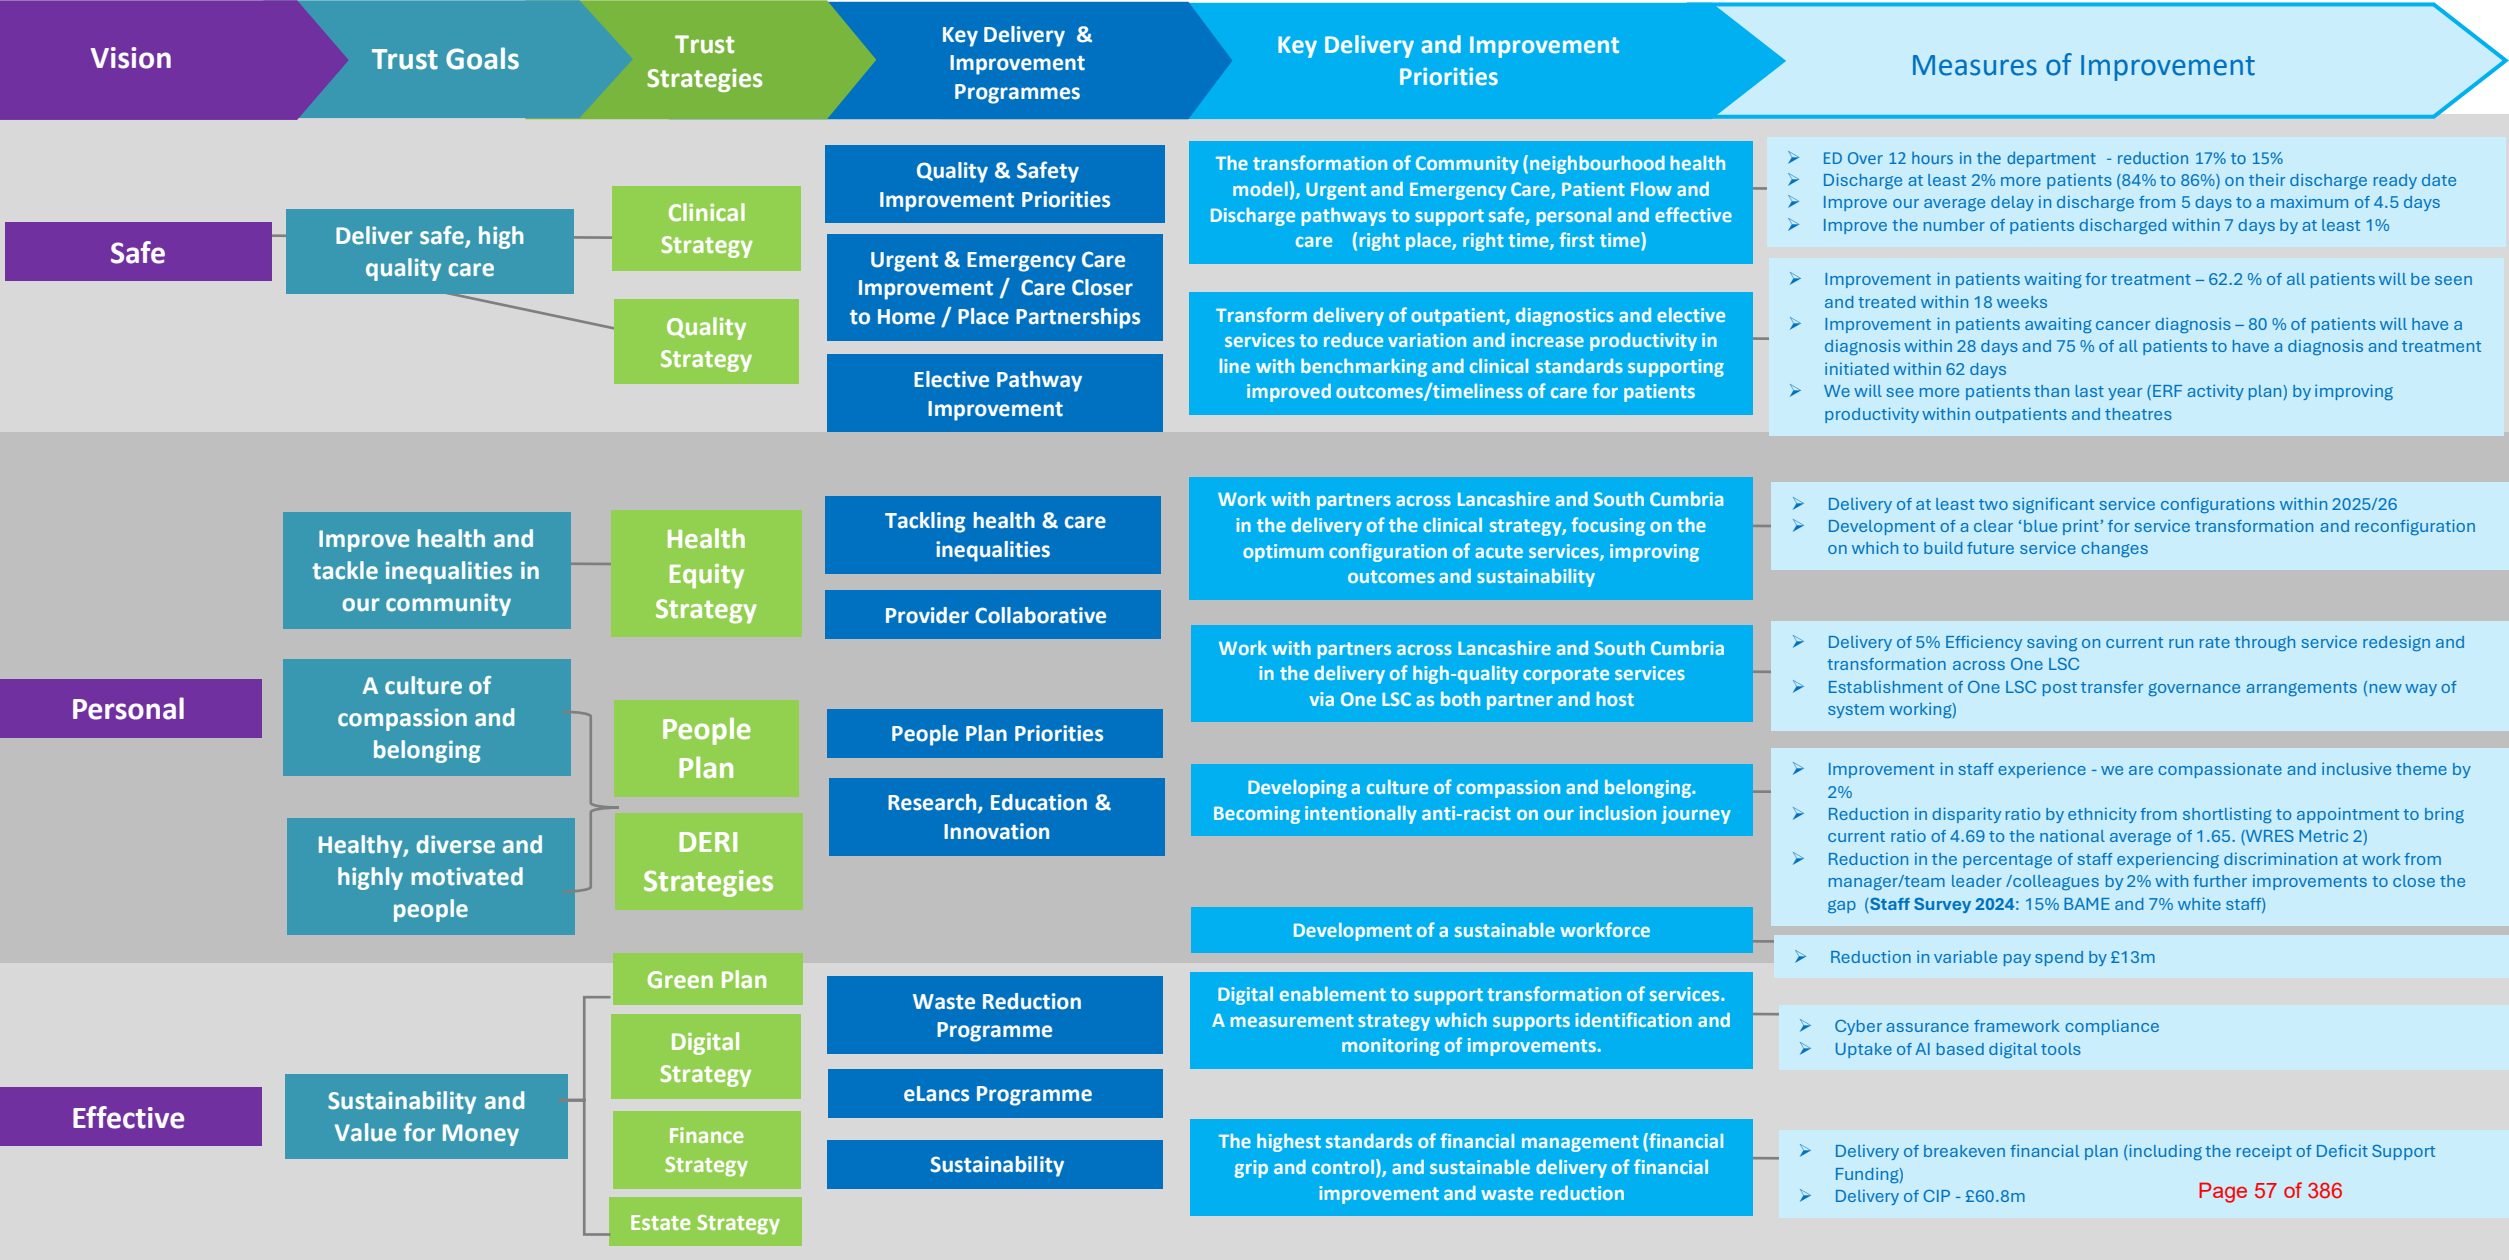 Vision
Trust Goals
Trust
Strategies
Key Delivery &
Improvement
Programmes
Key Delivery and Improvement
Priorities
Measures of Improvement
Safe
Deliver safe, high
quality care
Clinical
Strategy
Quality
Strategy
Quality & Safety
Improvement Priorities
Urgent & Emergency Care
Improvement / Care Closer
to Home / Place Partnerships
Elective Pathway
Improvement
The transformation of Community (neighbourhood health
model), Urgent and Emergency Care, Patient Flow and
Discharge pathways to support safe, personal and effective
care (right place, right time, first time)
Transform delivery of outpatient, diagnostics and elective
services to reduce variation and increase productivity in
line with benchmarking and clinical standards supporting
improved outcomes/timeliness of care for patients
➢ ED Over 12 hours in the department - reduction 17% to 15%
➢ Discharge at least 2% more patients (84% to 86%) on their discharge ready date
➢ Improve our average delay in discharge from 5 days to a maximum of 4.5 days
➢ Improve the number of patients discharged within 7 days by at least 1%
➢ Improvement in patients waiting for treatment – 62.2 % of all patients will be seen
and treated within 18 weeks
➢ Improvement in patients awaiting cancer diagnosis – 80 % of patients will have a
diagnosis within 28 days and 75 % of all patients to have a diagnosis and treatment
initiated within 62 days
➢ We will see more patients than last year (ERF activity plan) by improving
productivity within outpatients and theatres
Personal
Improve health and
tackle inequalities in
our community
A culture of
compassion and
belonging
Healthy, diverse and
highly motivated
people
Health
Equity
Strategy
People
Plan
DERI
Strategies
Tackling health & care
inequalities
Provider Collaborative
People Plan Priorities
Research, Education &
Innovation
Work with partners across Lancashire and South Cumbria
in the delivery of the clinical strategy, focusing on the
optimum configuration of acute services, improving
outcomes and sustainability
Work with partners across Lancashire and South Cumbria
in the delivery of high-quality corporate services
via One LSC as both partner and host
Developing a culture of compassion and belonging.
Becoming intentionally anti-racist on our inclusion journey
Development of a sustainable workforce
➢ Delivery of at least two significant service configurations within 2025/26
➢ Development of a clear ‘blue print’ for service transformation and reconfiguration
on which to build future service changes
➢ Delivery of 5% Efficiency saving on current run rate through service redesign and
transformation across One LSC
➢ Establishment of One LSC post transfer governance arrangements (new way of
system working)
➢ Improvement in staff experience - we are compassionate and inclusive theme by
2%
➢ Reduction in disparity ratio by ethnicity from shortlisting to appointment to bring
current ratio of 4.69 to the national average of 1.65. (WRES Metric 2)
➢ Reduction in the percentage of staff experiencing discrimination at work from
manager/team leader /colleagues by 2% with further improvements to close the
gap (Staff Survey 2024: 15% BAME and 7% white staff)
➢ Reduction in variable pay spend by £13m
Effective
Sustainability and
Value for Money
Green Plan
Digital
Strategy
Finance
Strategy
Estate Strategy
Waste Reduction
Programme
eLancs Programme
Sustainability
Digital enablement to support transformation of services.
A measurement strategy which supports identification and
monitoring of improvements.
The highest standards of financial management (financial
grip and control), and sustainable delivery of financial
improvement and waste reduction
➢ Cyber assurance framework compliance
➢ Uptake of AI based digital tools
➢ Delivery of breakeven financial plan (including the receipt of Deficit Support
Funding)
➢ Delivery of CIP - £60.8m
Page 57 of 386